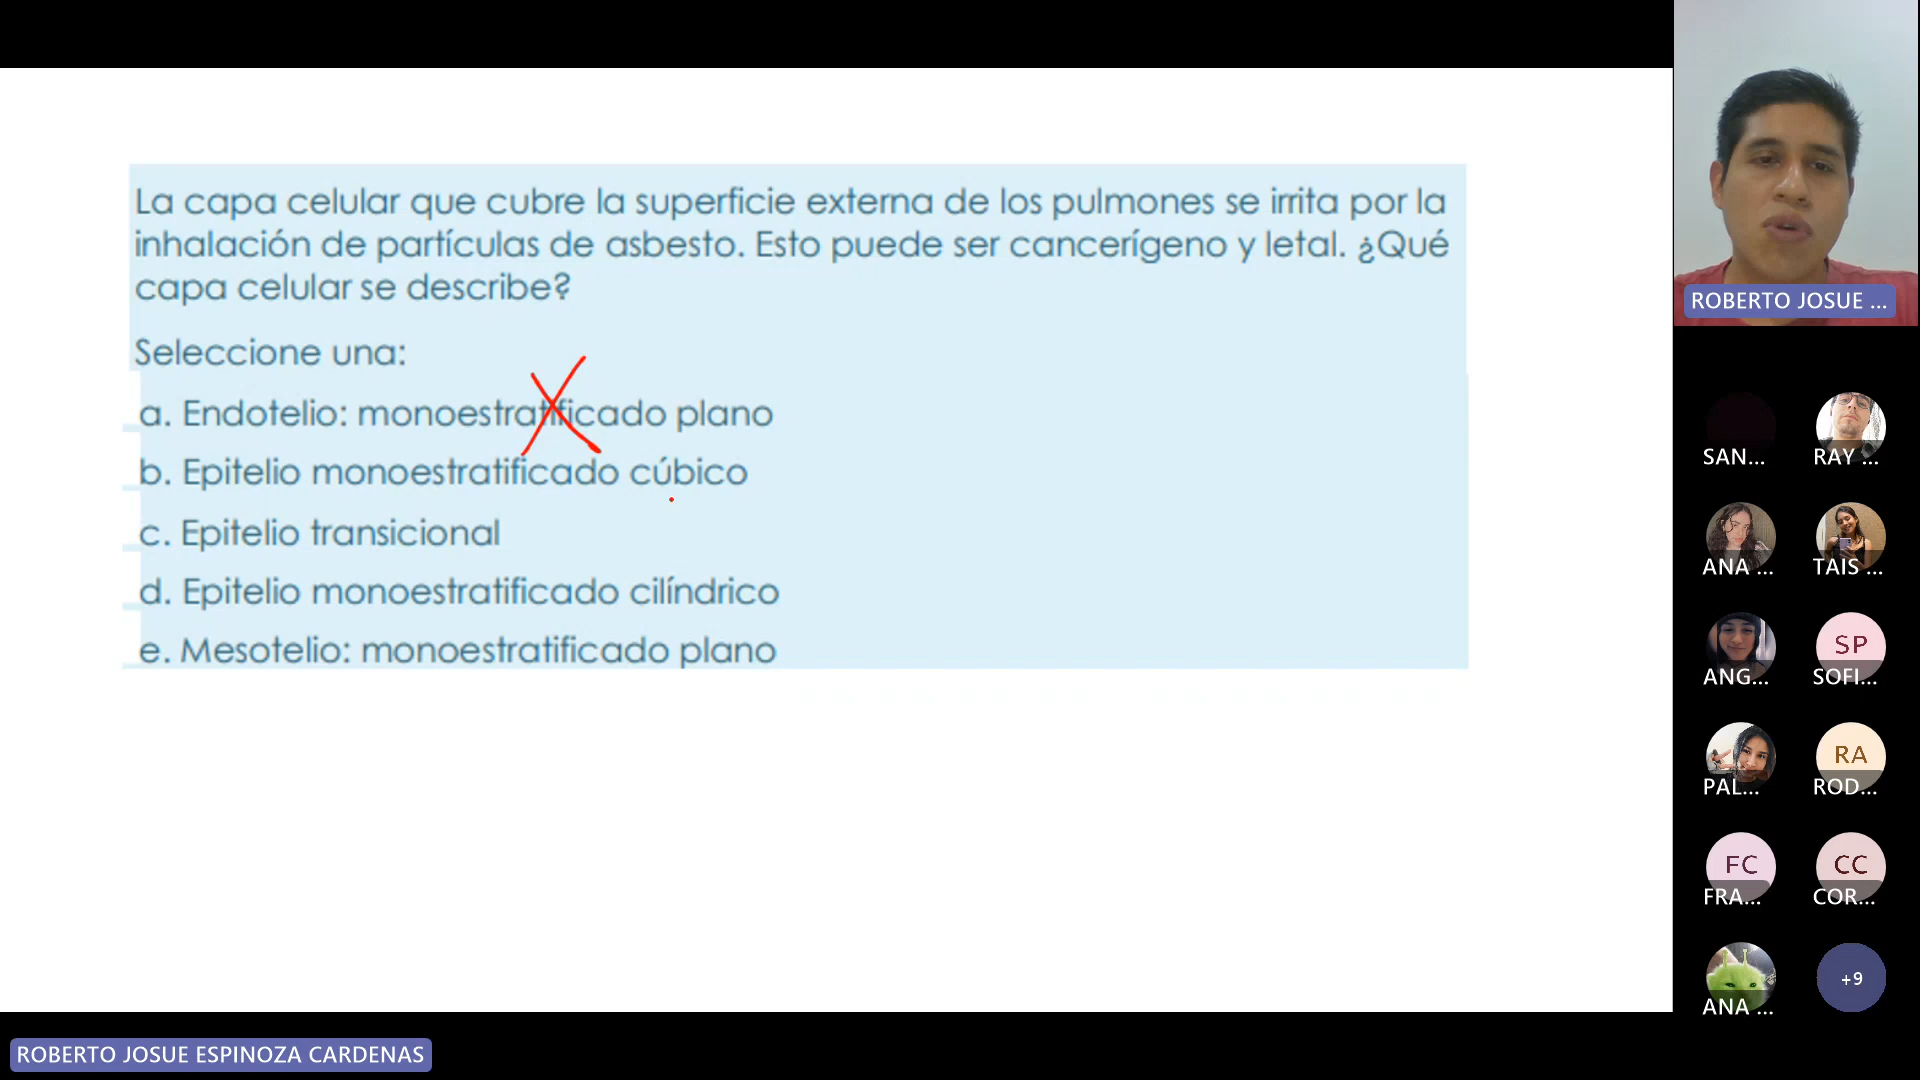 La capa celular que cubre la superficie externa de los pulmones se irrita por la
inhalación de partículas de asbesto. Esto puede ser cancerígeno y letal. ¿Qué
capa celular se describe?
Seleccione una:
a. Endotelio: monoestratificado plano
b. Epitelio monoestratificado cúbico
c. Epitelio transicional
d. Epitelio monoestratificado cilíndrico
e. Mesotelio: monoestratificado plano
ROBERTO JOSUE ...
SAN...
RAY ...
ANA ...
TAIS ...
ANG...
SP
SOFI...
PAL...
RA
ROD...
FC
FRA...
CC
COR...
ANA ...
+9
ROBERTO JOSUE ESPINOZA CARDENAS